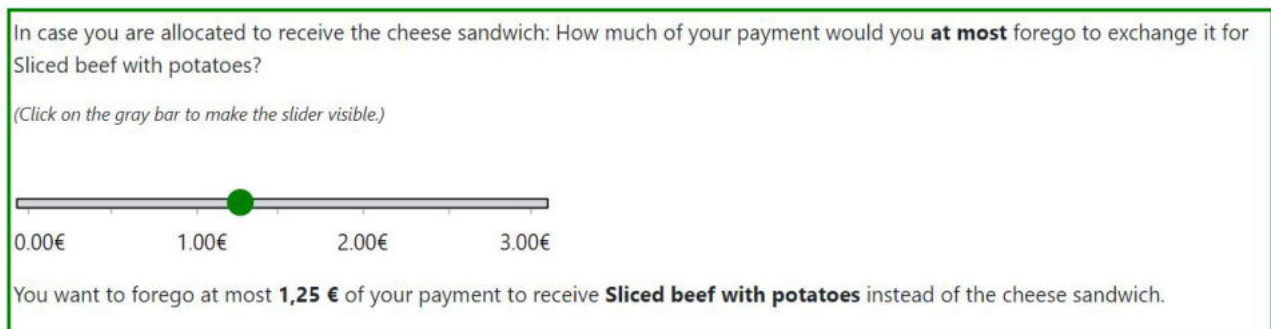 In case you are allocated to receive the cheese sandwich: How much of your payment would you at most forego to exchange it for
Sliced beef with potatoes?
(Click on the gray bar to make the slider visible.)
0.00€ 1.00€ 2.00€ 3.00€
You want to forego at most 1,25 € of your payment to receive Sliced beef with potatoes instead of the cheese sandwich.